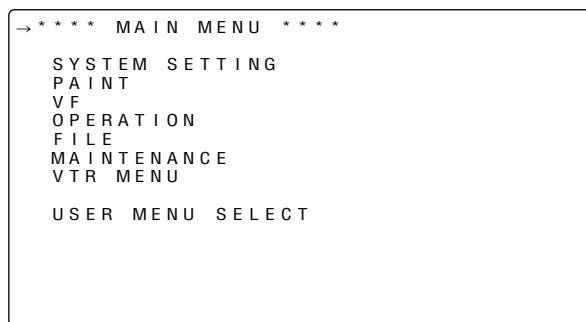 →**** MAIN MENU ****
SYSTEM SETTING
PAINT
VF
OPERATION
FILE
MAINTENANCE
VTR MENU
USER MENU SELECT